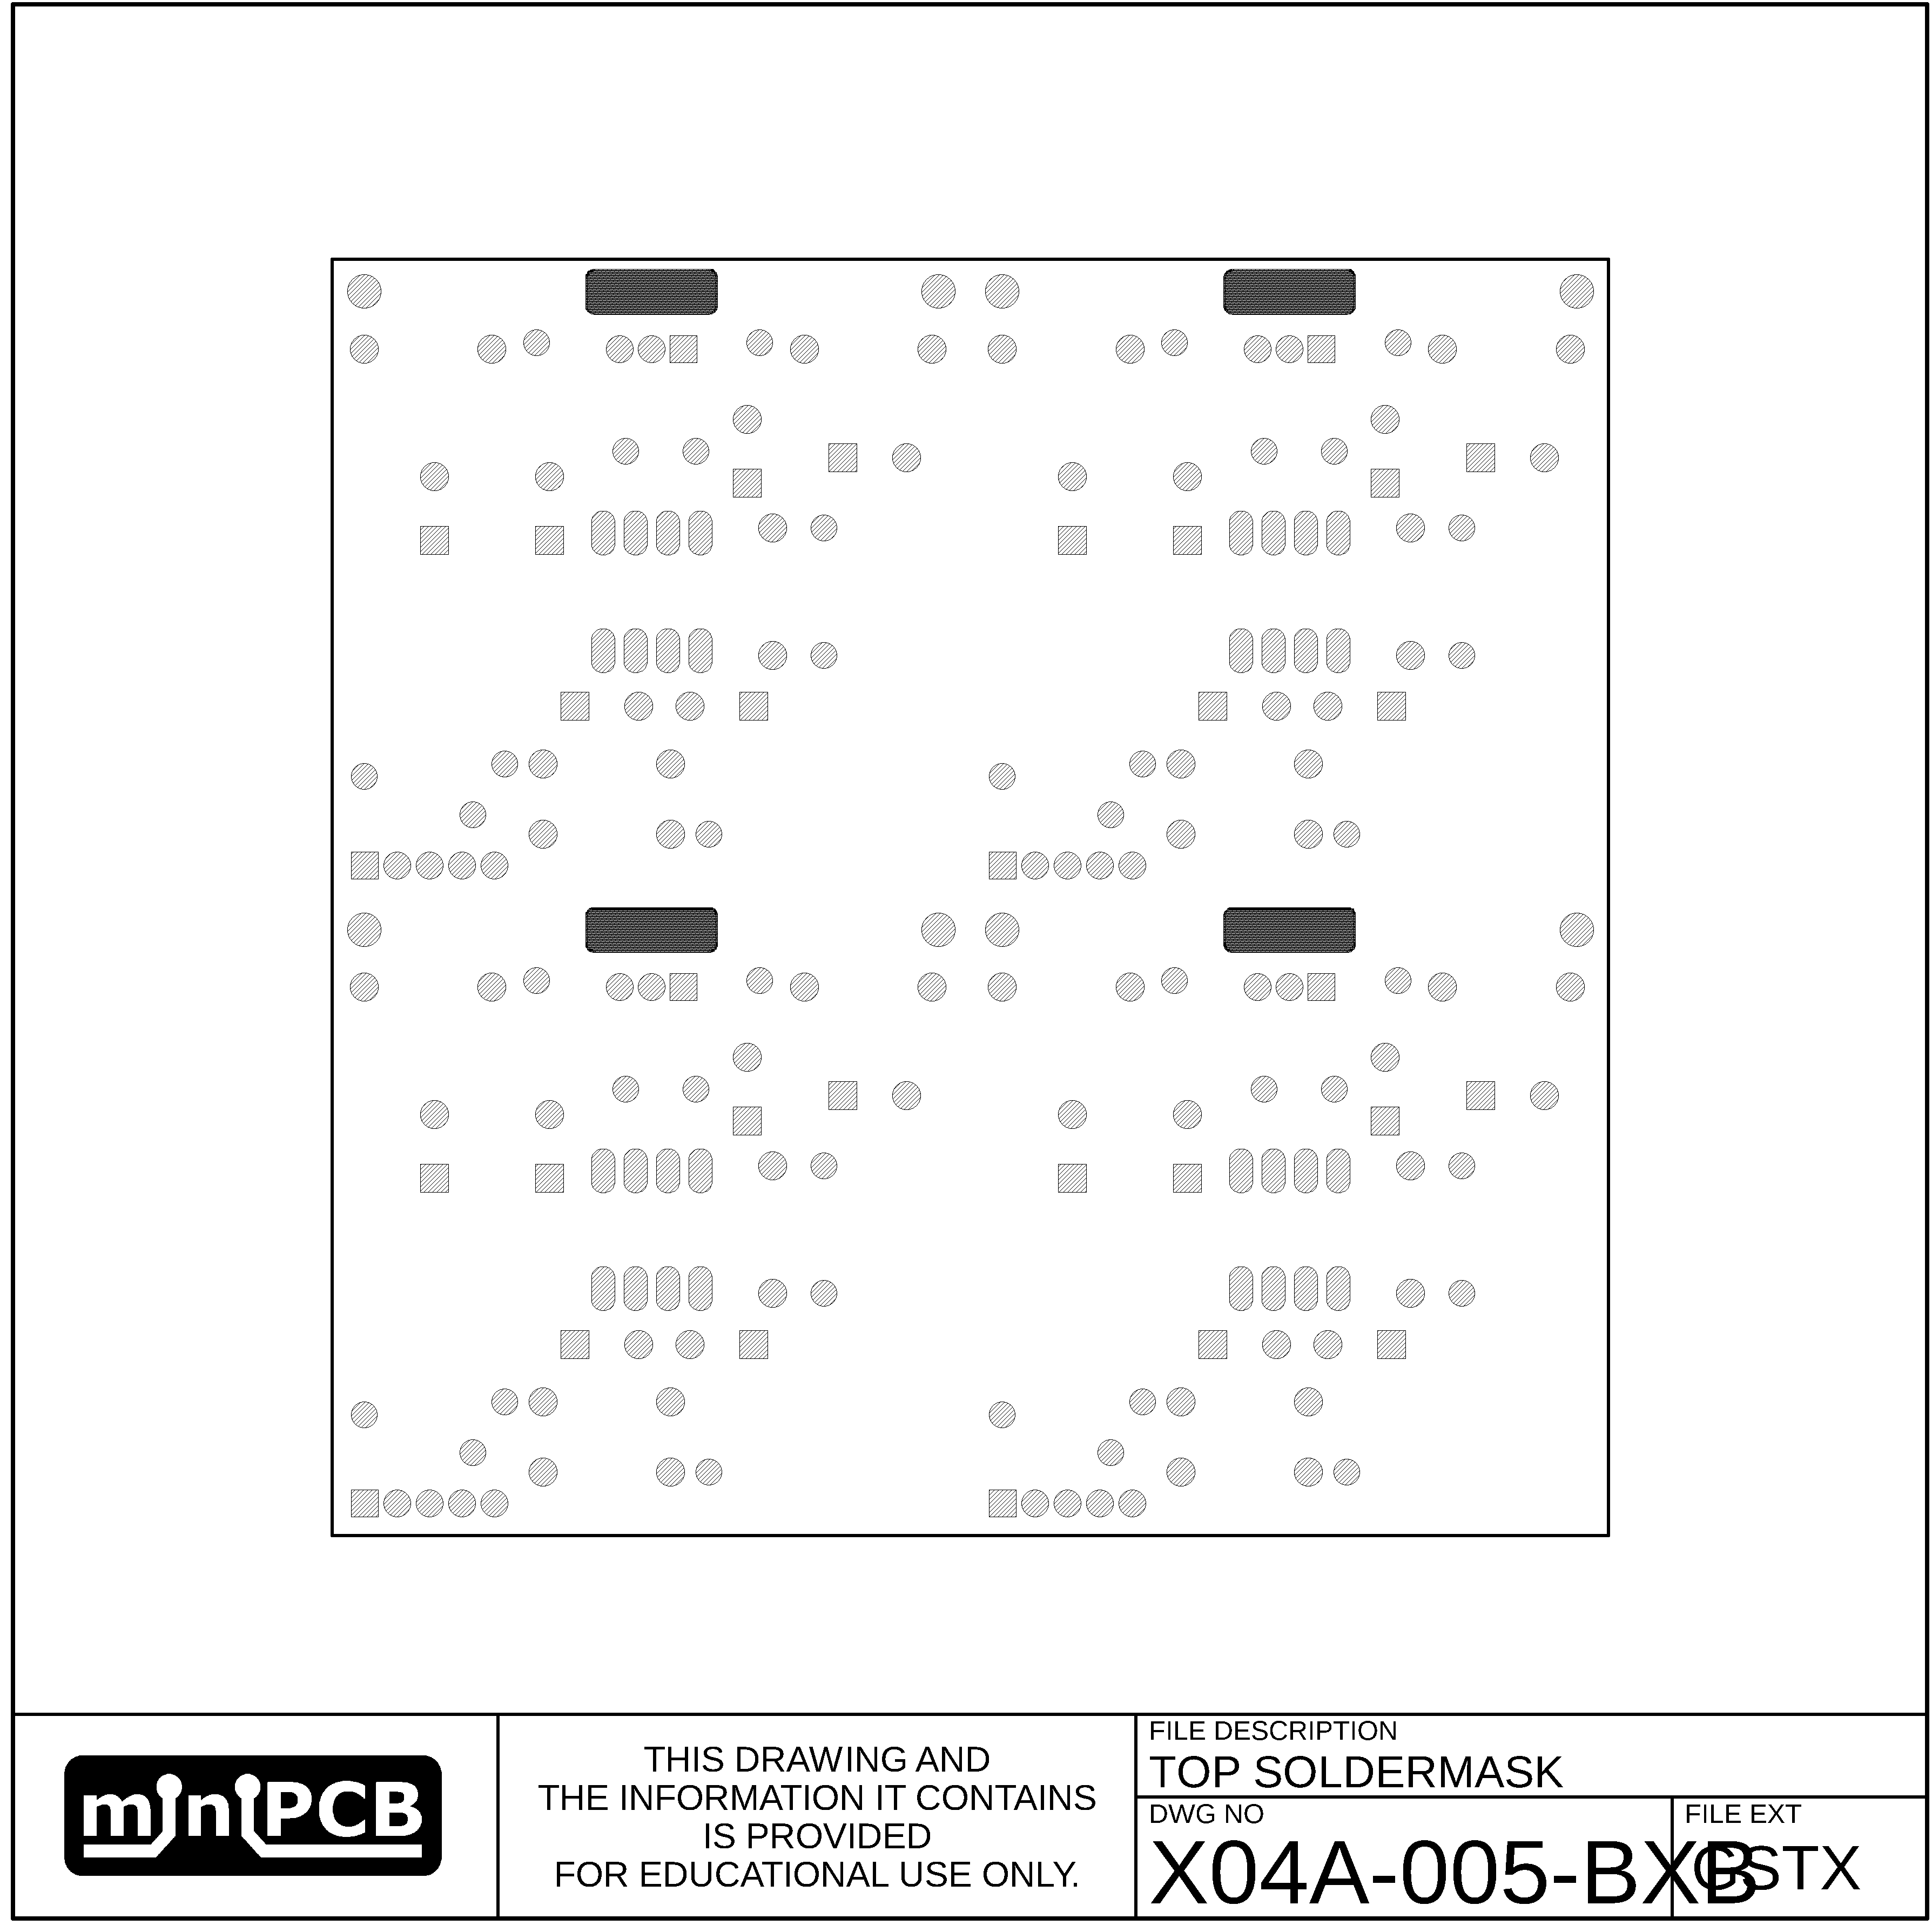 miniPCB
THIS DRAWING AND
THE INFORMATION IT CONTAINS
IS PROVIDED
FOR EDUCATIONAL USE ONLY.
FILE DESCRIPTION
TOP SOLDERMASK
DWG NO
X04A-005-BXB
FILE EXT
GSTX